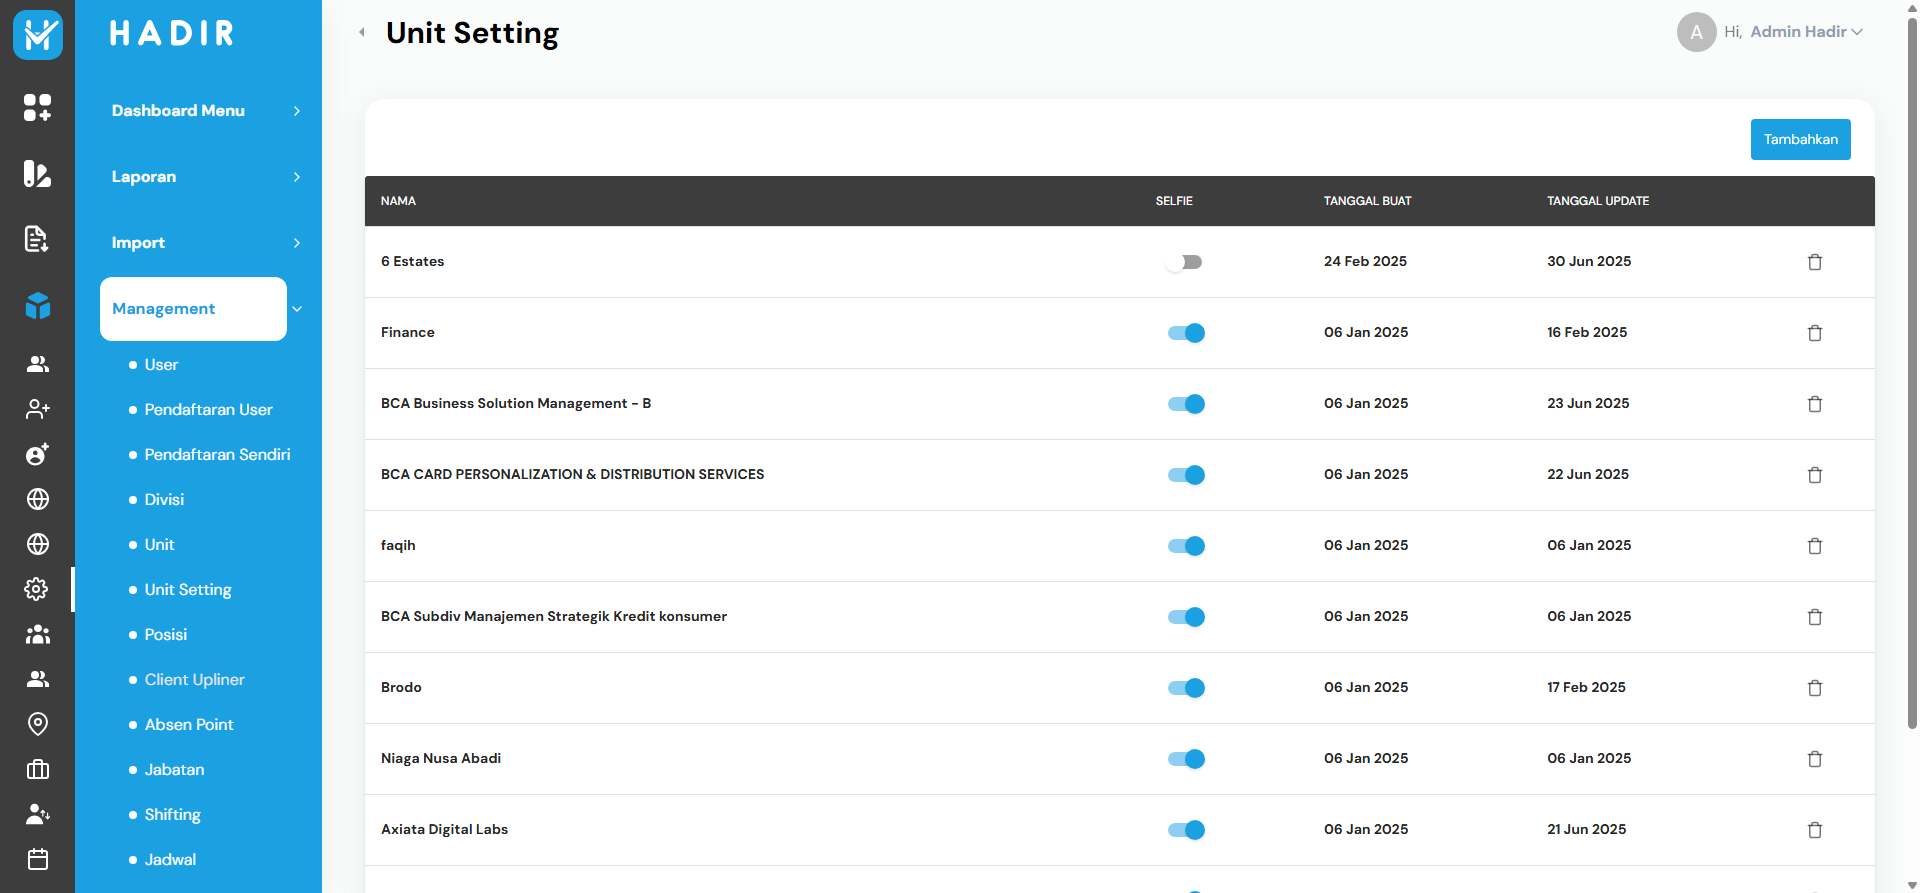 HADIR
Dashboard Menu
Laporan
Import
Management
User
Pendaftaran User
Pendaftaran Sendiri
Divisi
Unit
Unit Setting
Posisi
Client Upliner
Absen Point
Jabatan
Shifting
Jadwal
Unit Setting
A Hi, Admin Hadir
Tambahkan
NAMA SELFIE TANGGAL BUAT TANGGAL UPDATE
6 Estates 24 Feb 2025 30 Jun 2025
Finance 06 Jan 2025 16 Feb 2025
BCA Business Solution Management - B 06 Jan 2025 23 Jun 2025
BCA CARD PERSONALIZATION & DISTRIBUTION SERVICES 06 Jan 2025 22 Jun 2025
faqih 06 Jan 2025 06 Jan 2025
BCA Subdiv Manajemen Strategik Kredit konsumer 06 Jan 2025 06 Jan 2025
Brodo 06 Jan 2025 17 Feb 2025
Niaga Nusa Abadi 06 Jan 2025 06 Jan 2025
Axiata Digital Labs 06 Jan 2025 21 Jun 2025